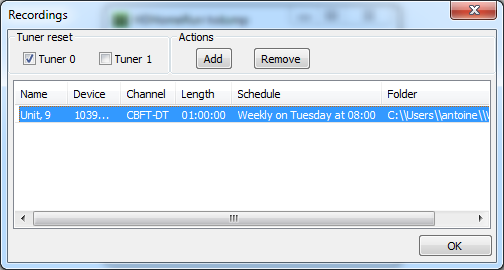 Recordings
Tuner reset
Actions
Tuner 0
Tuner 1
Add
Remove
Name Device Channel Length Schedule Folder
Unit, 9 1039... CBFT-DT 01:00:00 Weekly on Tuesday at 08:00 C:\\Users\\antoine\\
OK